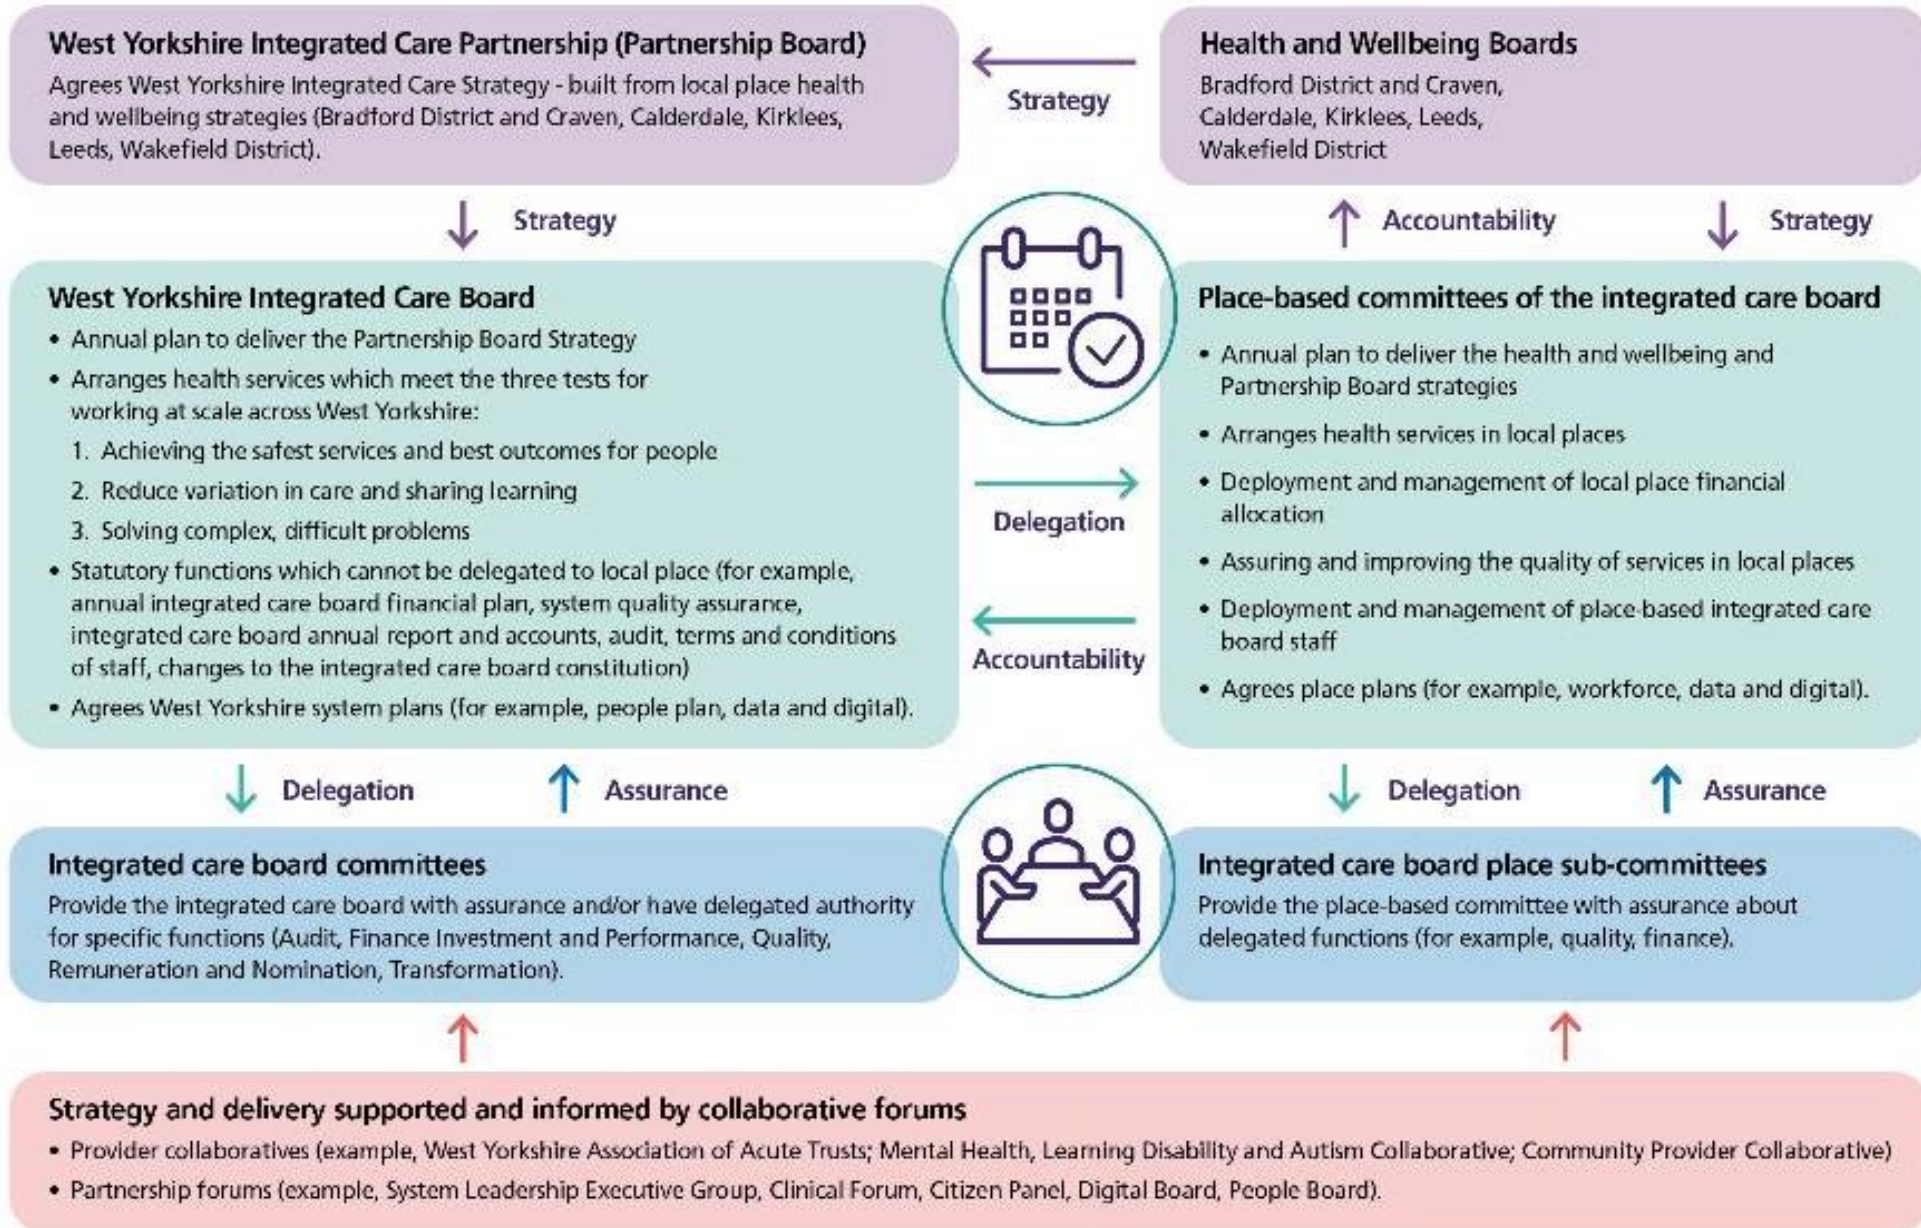 West Yorkshire Integrated Care Partnership (Partnership Board)
Agrees West Yorkshire Integrated Care Strategy - built from local place health
and wellbeing strategies (Bradford District and Craven, Calderdale, Kirklees,
Leeds, Wakefield District).
Strategy
Health and Wellbeing Boards
Bradford District and Craven,
Calderdale, Kirklees, Leeds,
Wakefield District
Strategy
Accountability
Strategy
West Yorkshire Integrated Care Board
• Annual plan to deliver the Partnership Board Strategy
• Arranges health services which meet the three tests for
working at scale across West Yorkshire:
1. Achieving the safest services and best outcomes for people
2. Reduce variation in care and sharing learning
3. Solving complex, difficult problems
• Statutory functions which cannot be delegated to local place (for example,
annual integrated care board financial plan, system quality assurance,
integrated care board annual report and accounts, audit, terms and conditions
of staff, changes to the integrated care board constitution)
• Agrees West Yorkshire system plans (for example, people plan, data and digital).
Delegation
Accountability
Place-based committees of the integrated care board
• Annual plan to deliver the health and wellbeing and
Partnership Board strategies
• Arranges health services in local places
• Deployment and management of local place financial
allocation
• Assuring and improving the quality of services in local places
• Deployment and management of place-based integrated care
board staff
• Agrees place plans (for example, workforce, data and digital).
Delegation
Assurance
Delegation
Assurance
Integrated care board committees
Provide the integrated care board with assurance and/or have delegated authority
for specific functions (Audit, Finance Investment and Performance, Quality,
Remuneration and Nomination, Transformation).
Integrated care board place sub-committees
Provide the place-based committee with assurance about
delegated functions (for example, quality, finance).
Strategy and delivery supported and informed by collaborative forums
• Provider collaboratives (example, West Yorkshire Association of Acute Trusts; Mental Health, Learning Disability and Autism Collaborative; Community Provider Collaborative)
• Partnership forums (example, System Leadership Executive Group, Clinical Forum, Citizen Panel, Digital Board, People Board).